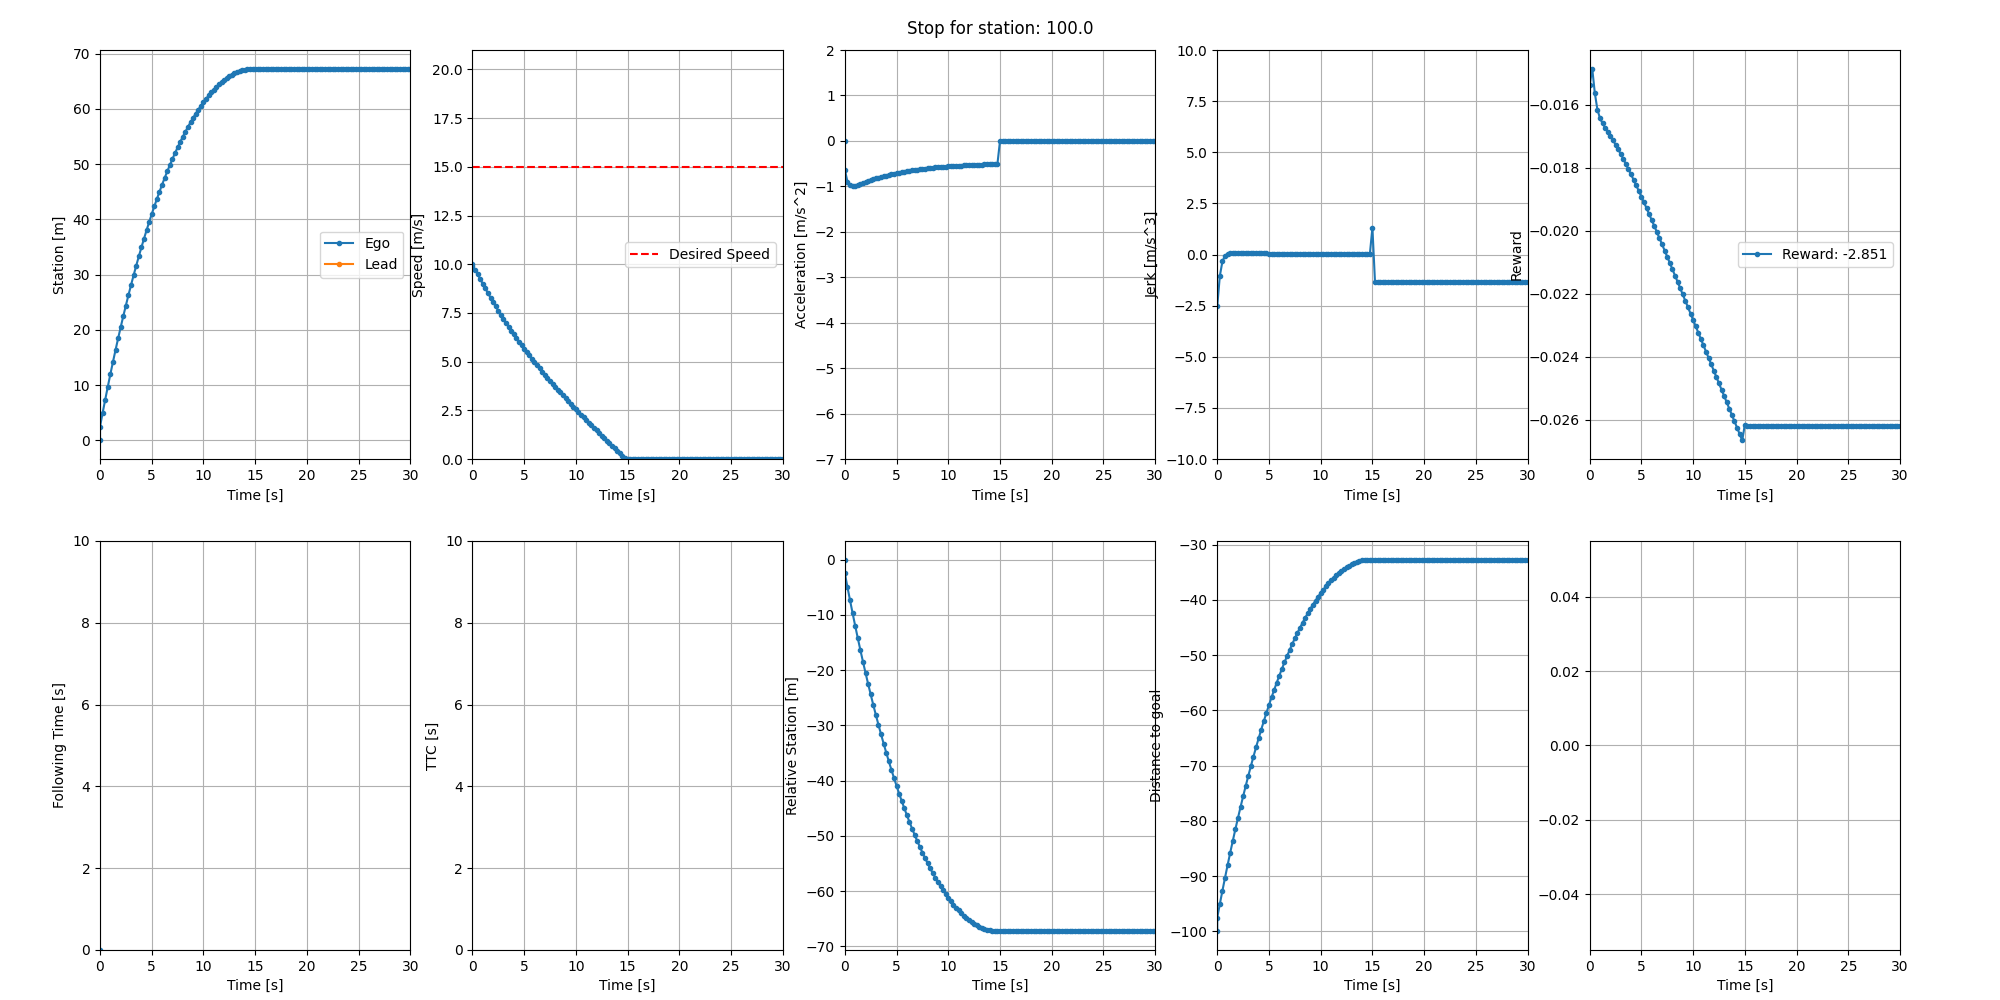 Stop for station: 100.0
Station [m]
70
60
50
40
30
20
10
0
Ego
Lead
0 5 10 15 20 25 30
Time [s]
Speed [m/s]
20.0
17.5
15.0
12.5
10.0
7.5
5.0
2.5
0.0
Desired Speed
0 5 10 15 20 25 30
Time [s]
Acceleration [m/s^2]
2
1
0
−1
−2
−3
−4
−5
−6
−7
0 5 10 15 20 25 30
Time [s]
Jerk [m/s^3]
10.0
7.5
5.0
2.5
0.0
−2.5
−5.0
−7.5
−10.0
0 5 10 15 20 25 30
Time [s]
Reward
−0.016
−0.018
−0.020
−0.022
−0.024
−0.026
Reward: -2.851
0 5 10 15 20 25 30
Time [s]
Following Time [s]
10
8
6
4
2
0
0 5 10 15 20 25 30
Time [s]
TTC [s]
10
8
6
4
2
0
0 5 10 15 20 25 30
Time [s]
Relative Station [m]
0
−10
−20
−30
−40
−50
−60
−70
0 5 10 15 20 25 30
Time [s]
Distance to goal
−30
−40
−50
−60
−70
−80
−90
−100
0 5 10 15 20 25 30
Time [s]
0.04
0.02
0.00
−0.02
−0.04
0 5 10 15 20 25 30
Time [s]